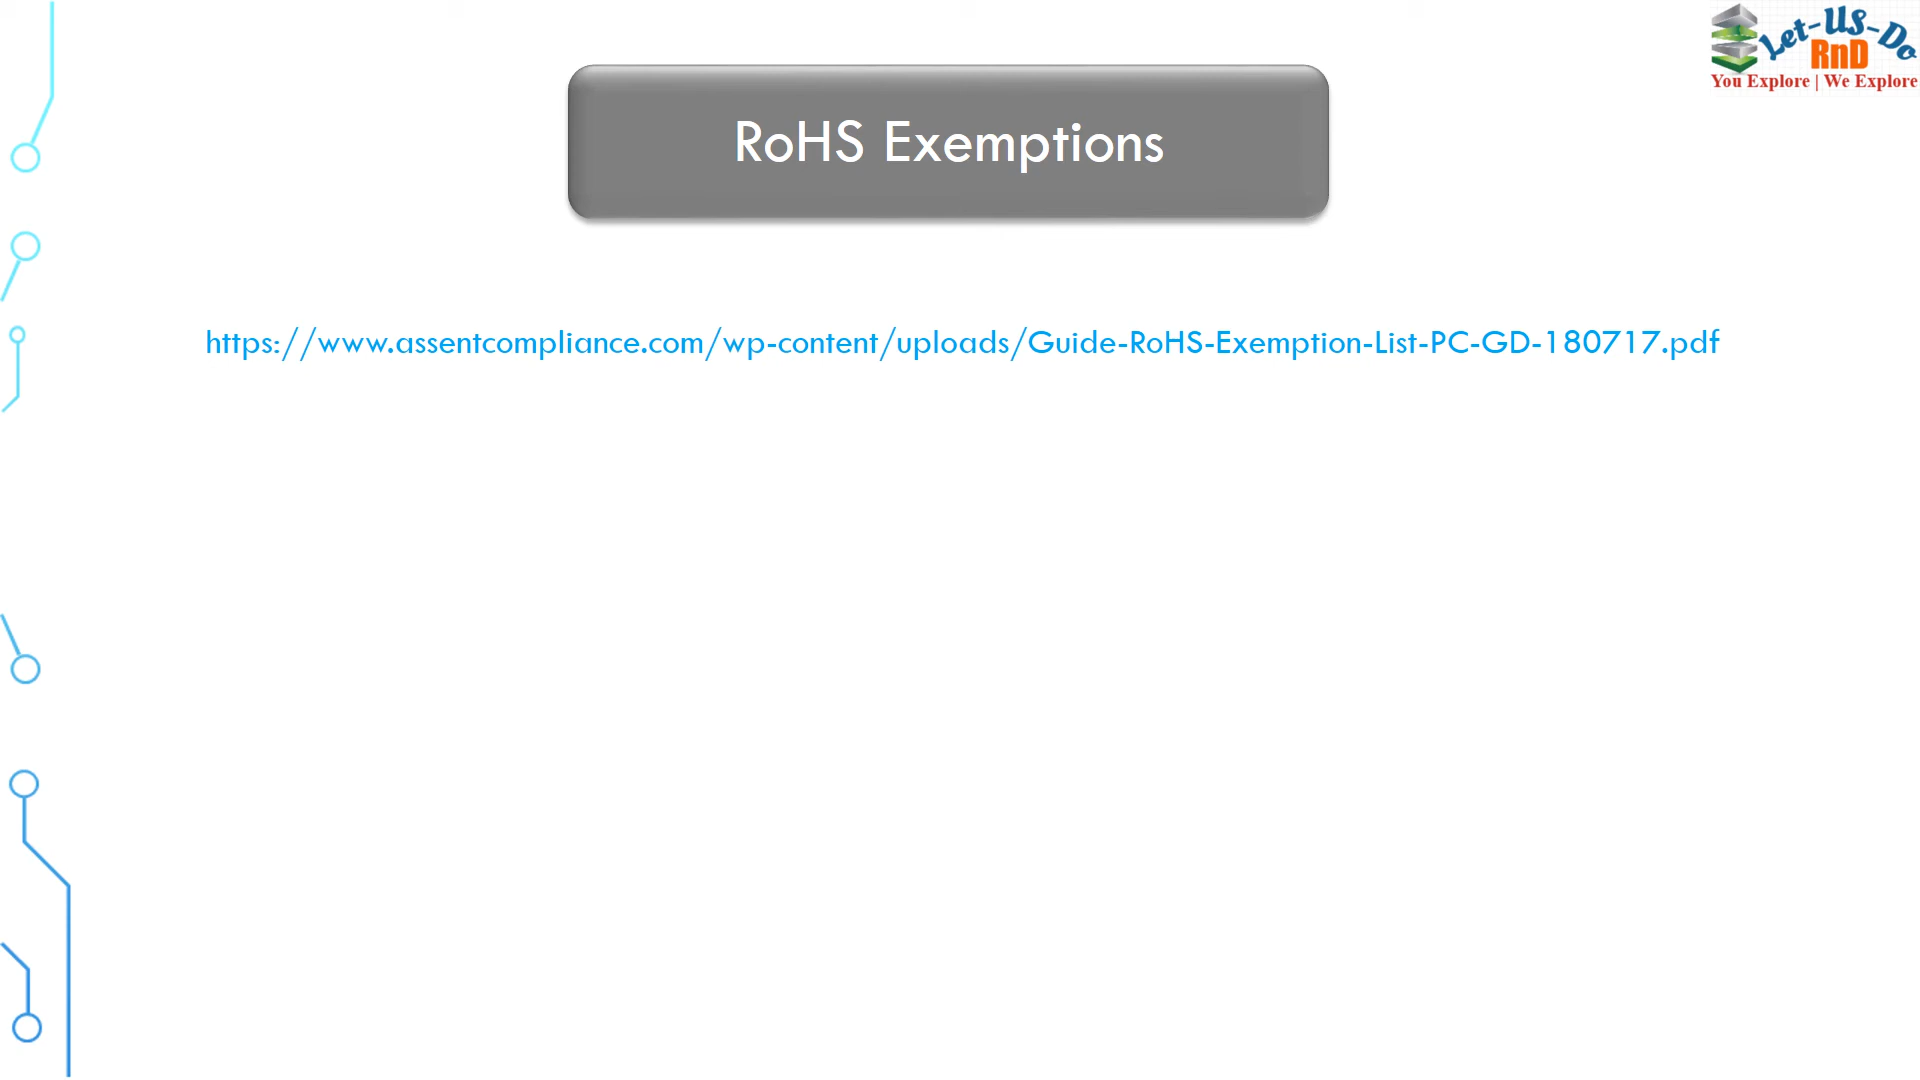 Let-Us-Do
RnD
You Explore | We Explore
RoHS Exemptions
https://www.assentcompliance.com/wp-content/uploads/Guide-RoHS-Exemption-List-PC-GD-180717.pdf